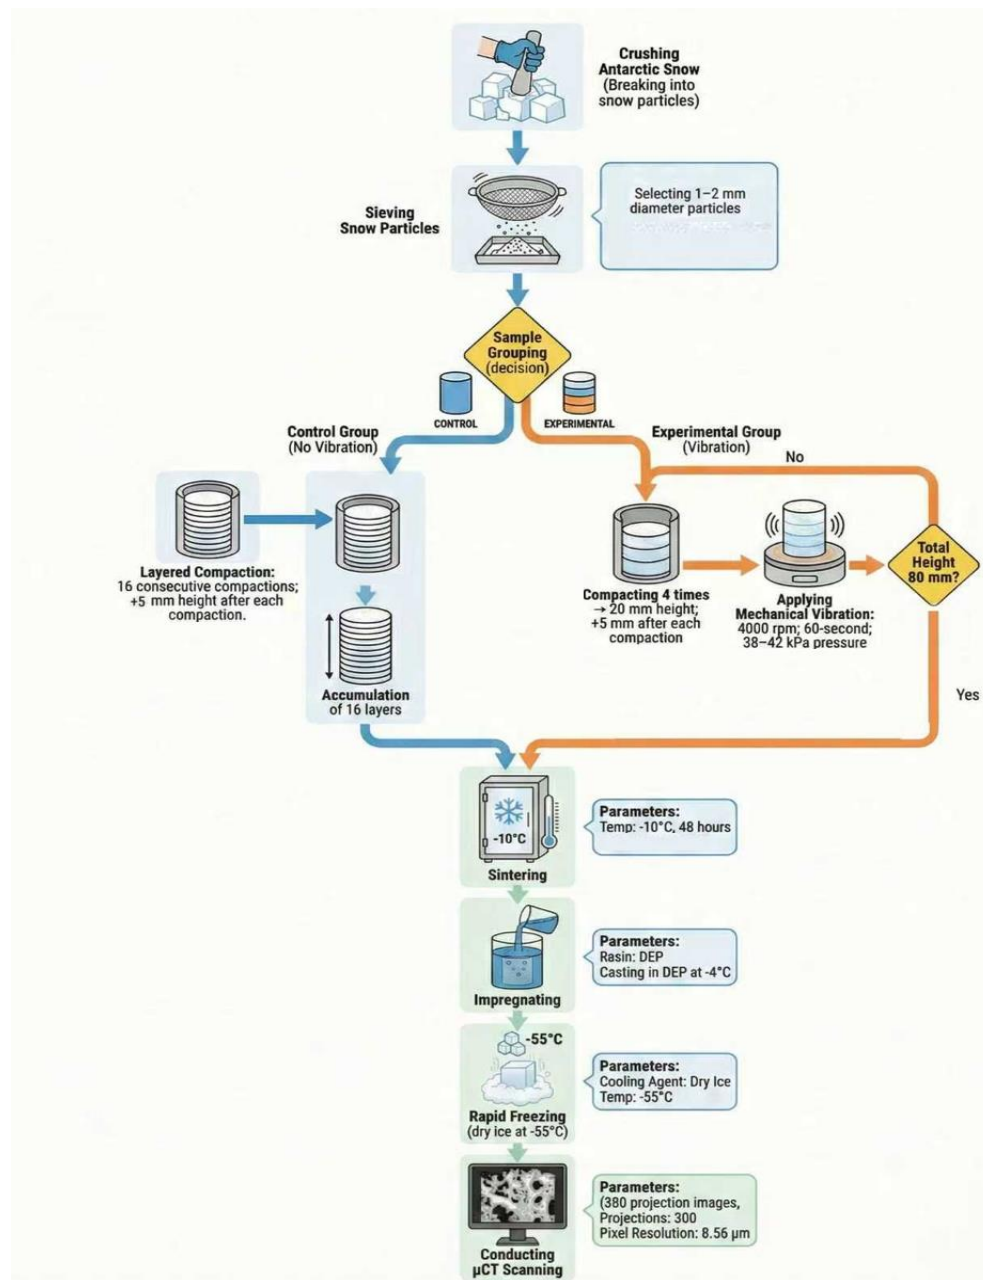 Crushing
Antarctic Snow
(Breaking into
snow particles)
Sieving
Snow Particles
Selecting 1–2 mm
diameter particles
Sample
Grouping
(decision)
CONTROL
EXPERIMENTAL
Control Group
(No Vibration)
Experimental Group
(Vibration)
No
Layered Compaction:
16 consecutive compactions;
+5 mm height after each
compaction.
Accumulation
of 16 layers
Compacting 4 times
→ 20 mm height;
+5 mm after each
compaction
Applying
Mechanical Vibration:
4000 rpm; 60-second;
38–42 kPa pressure
Total
Height
80 mm?
Yes
-10°C
Sintering
Parameters:
Temp: -10°C, 48 hours
Impregnating
Parameters:
Rasin: DEP
Casting in DEP at -4°C
-55°C
Rapid Freezing
(dry ice at -55°C)
Parameters:
Cooling Agent: Dry Ice
Temp: -55°C
Conducting
µCT Scanning
Parameters:
(380 projection images,
Projections: 300
Pixel Resolution: 8.56 µm